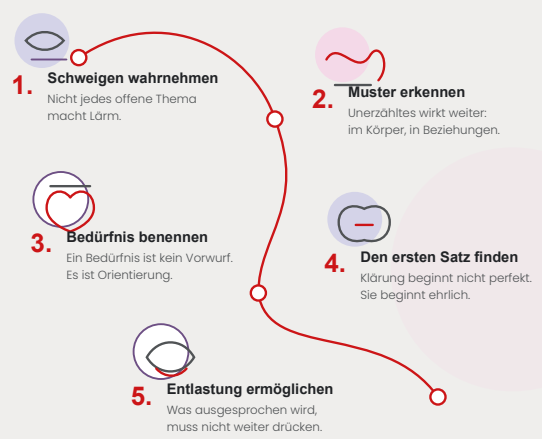 1. Schweigen wahrnehmen
Nicht jedes offene Thema
macht Lärm.
2. Muster erkennen
Unerzähltes wirkt weiter:
im Körper, in Beziehungen.
3. Bedürfnis benennen
Ein Bedürfnis ist kein Vorwurf.
Es ist Orientierung.
4. Den ersten Satz finden
Klärung beginnt nicht perfekt.
Sie beginnt ehrlich.
5. Entlastung ermöglichen
Was ausgesprochen wird,
muss nicht weiter drücken.